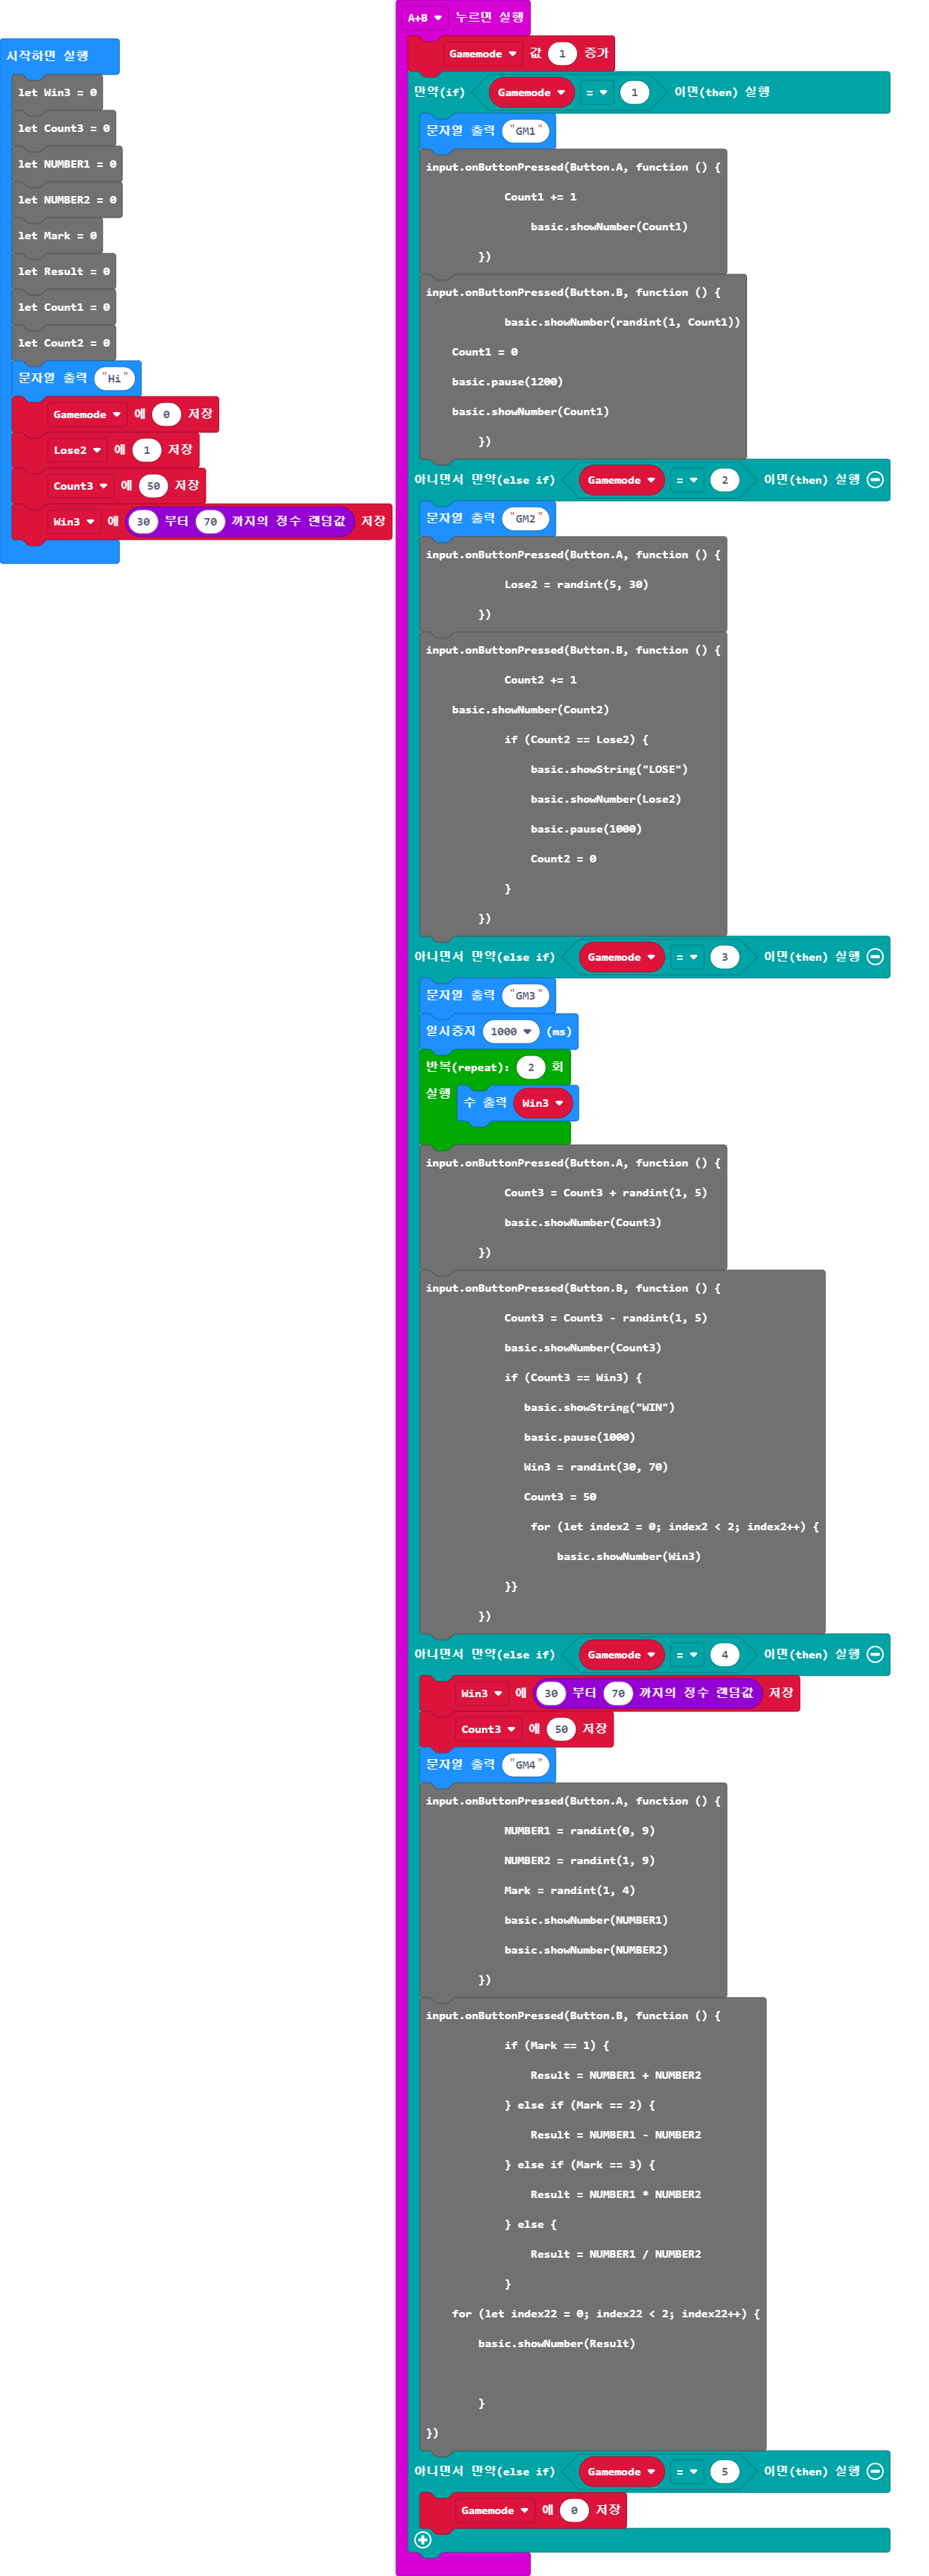 시작하면 실행
let Win3 = 0
let Count3 = 0
let NUMBER1 = 0
let NUMBER2 = 0
let Mark = 0
let Result = 0
let Count1 = 0
let Count2 = 0
문자열 출력 "Hi"
Gamemode 에 0 저장
Lose2 에 1 저장
Count3 에 50 저장
Win3 에 30 부터 70 까지의 정수 랜덤값 저장
A+B 누르면 실행
Gamemode 값 1 증가
만약(if) Gamemode = 1 이면(then) 실행
문자열 출력 "GM1"
input.onButtonPressed(Button.A, function () {
Count1 += 1
basic.showNumber(Count1)
})
input.onButtonPressed(Button.B, function () {
basic.showNumber(randint(1, Count1))
Count1 = 0
basic.pause(1200)
basic.showNumber(Count1)
})
아니면서 만약(else if) Gamemode = 2 이면(then) 실행
문자열 출력 "GM2"
input.onButtonPressed(Button.A, function () {
Lose2 = randint(5, 30)
})
input.onButtonPressed(Button.B, function () {
Count2 += 1
basic.showNumber(Count2)
if (Count2 == Lose2) {
basic.showString("LOSE")
basic.showNumber(Lose2)
basic.pause(1000)
Count2 = 0
}
})
아니면서 만약(else if) Gamemode = 3 이면(then) 실행
문자열 출력 "GM3"
일시중지 1000 (ms)
반복(repeat): 2 회
실행 수 출력 Win3
input.onButtonPressed(Button.A, function () {
Count3 = Count3 + randint(1, 5)
basic.showNumber(Count3)
})
input.onButtonPressed(Button.B, function () {
Count3 = Count3 - randint(1, 5)
basic.showNumber(Count3)
if (Count3 == Win3) {
basic.showString("WIN")
basic.pause(1000)
Win3 = randint(30, 70)
Count3 = 50
for (let index2 = 0; index2 < 2; index2++) {
basic.showNumber(Win3)
}}
})
아니면서 만약(else if) Gamemode = 4 이면(then) 실행
Win3 에 30 부터 70 까지의 정수 랜덤값 저장
Count3 에 50 저장
문자열 출력 "GM4"
input.onButtonPressed(Button.A, function () {
NUMBER1 = randint(0, 9)
NUMBER2 = randint(1, 9)
Mark = randint(1, 4)
basic.showNumber(NUMBER1)
basic.showNumber(NUMBER2)
})
input.onButtonPressed(Button.B, function () {
if (Mark == 1) {
Result = NUMBER1 + NUMBER2
} else if (Mark == 2) {
Result = NUMBER1 - NUMBER2
} else if (Mark == 3) {
Result = NUMBER1 * NUMBER2
} else {
Result = NUMBER1 / NUMBER2
}
for (let index22 = 0; index22 < 2; index22++) {
basic.showNumber(Result)
}
})
아니면서 만약(else if) Gamemode = 5 이면(then) 실행
Gamemode 에 0 저장